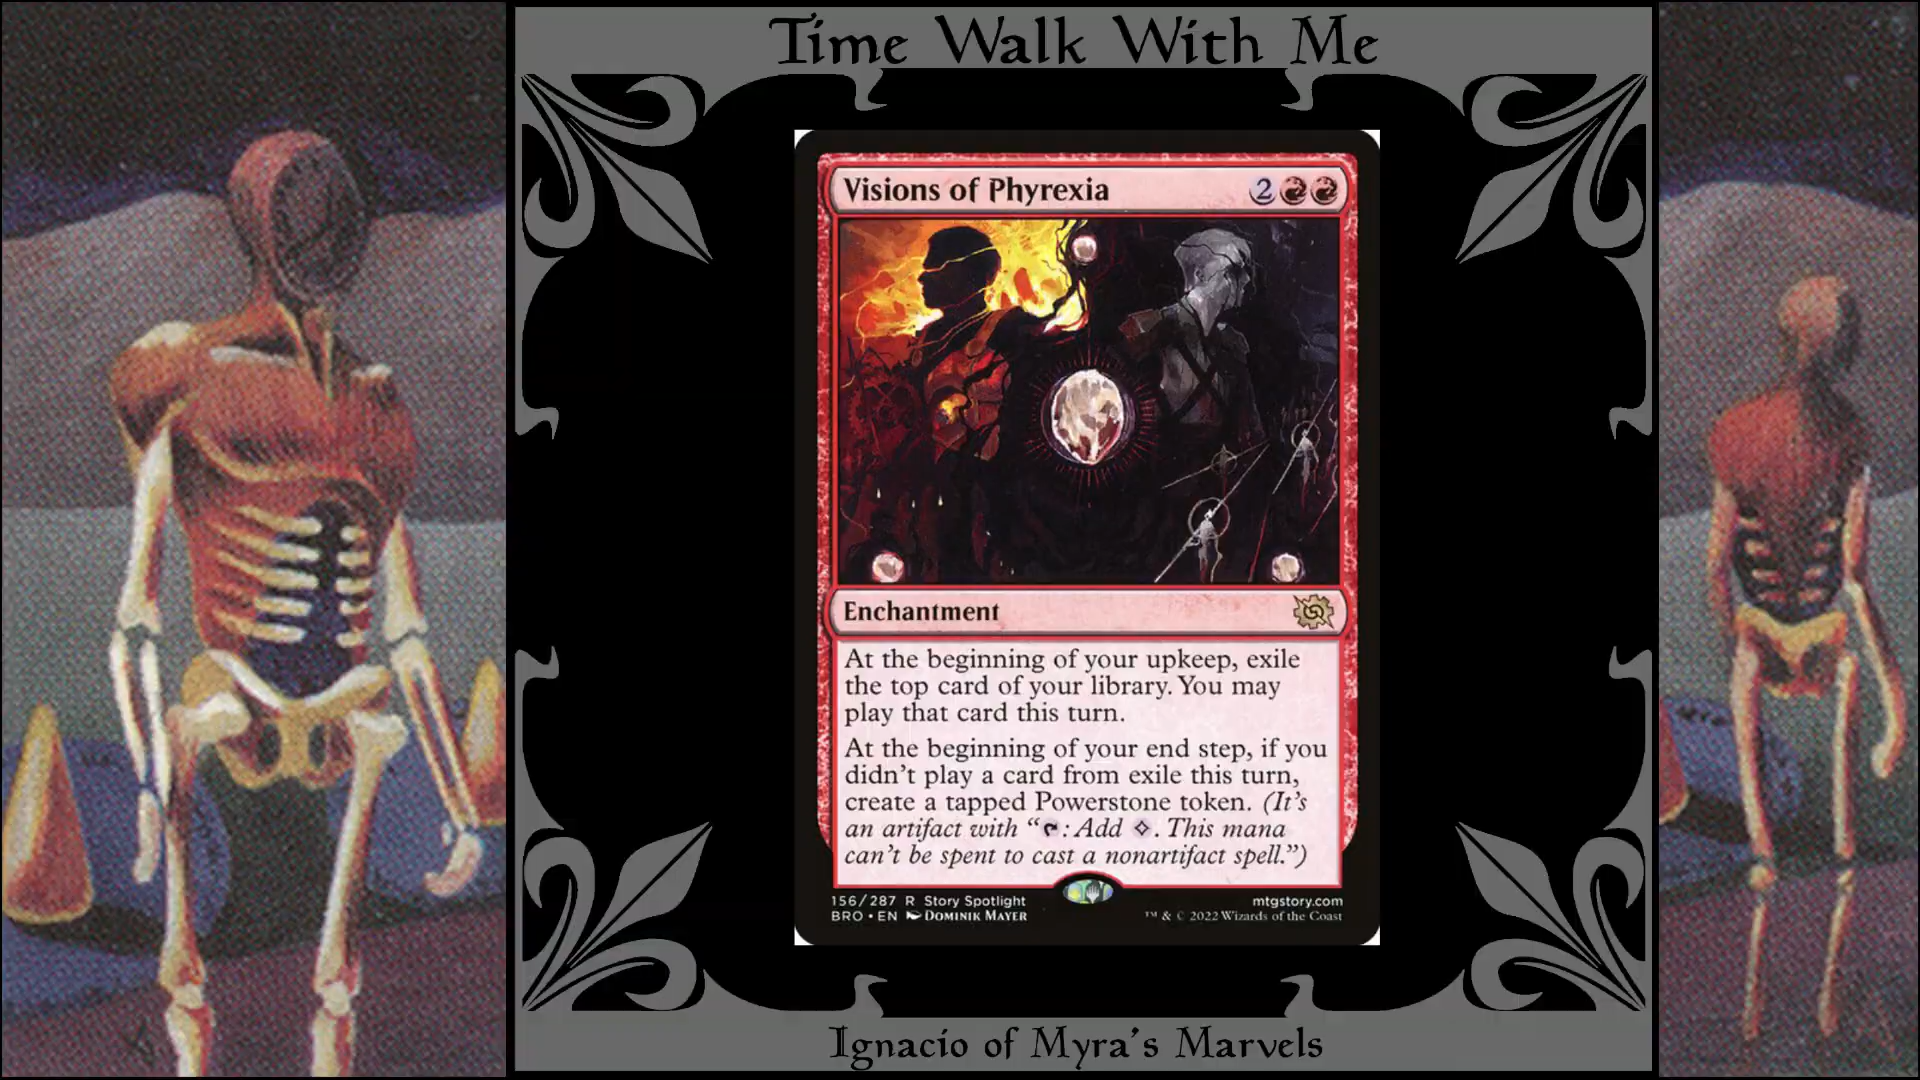 Time Walk With Me
Visions of Phyrexia 2
Enchantment
At the beginning of your upkeep, exile
the top card of your library. You may
play that card this turn.
At the beginning of your end step, if you
didn't play a card from exile this turn,
create a tapped Powerstone token. (It's
an artifact with “: Add . This mana
can't be spent to cast a nonartifact spell.”)
156/287 R Story Spotlight
BRO • EN Dominik Mayer
mtgstory.com
™ & © 2022 Wizards of the Coast
Ignacio of Myra's Marvels